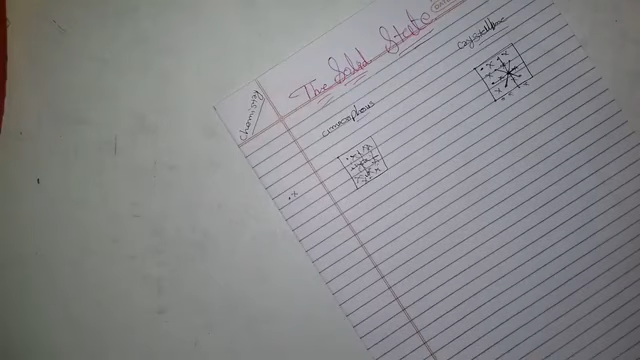 Chemistry
The Solid State
amorphous
crystalline